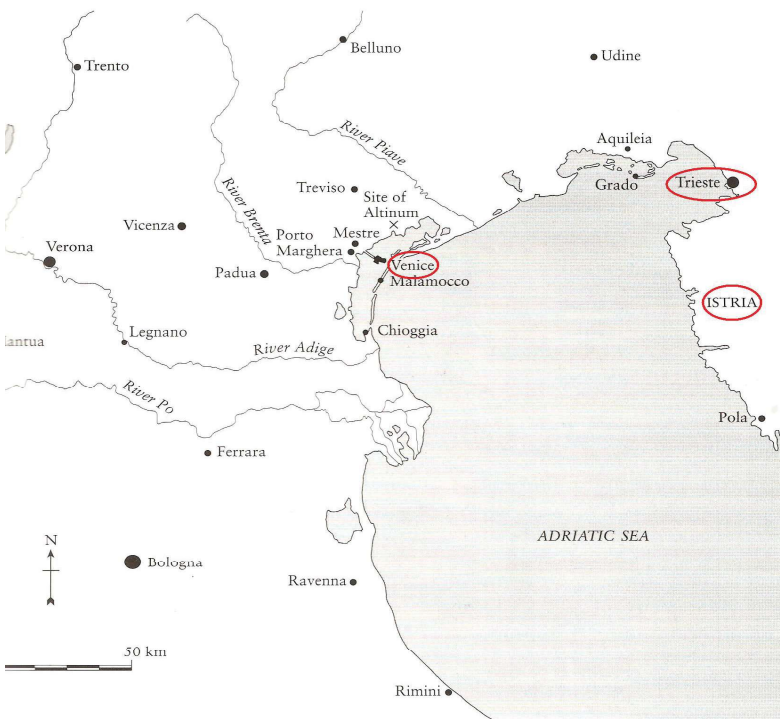 Belluno
Udine
Trento
River Piave
Aquileia
Treviso
Site of
Altinum
Grado
Trieste
River Brenta
Vicenza
Porto
Marghera
Mestre
Verona
Padua
Venice
Malamocco
ISTRIA
Chioggia
Legnano
antua
River Adige
River Po
Pola
Ferrara
ADRIATIC SEA
N
Bologna
Ravenna
50 km
Rimini